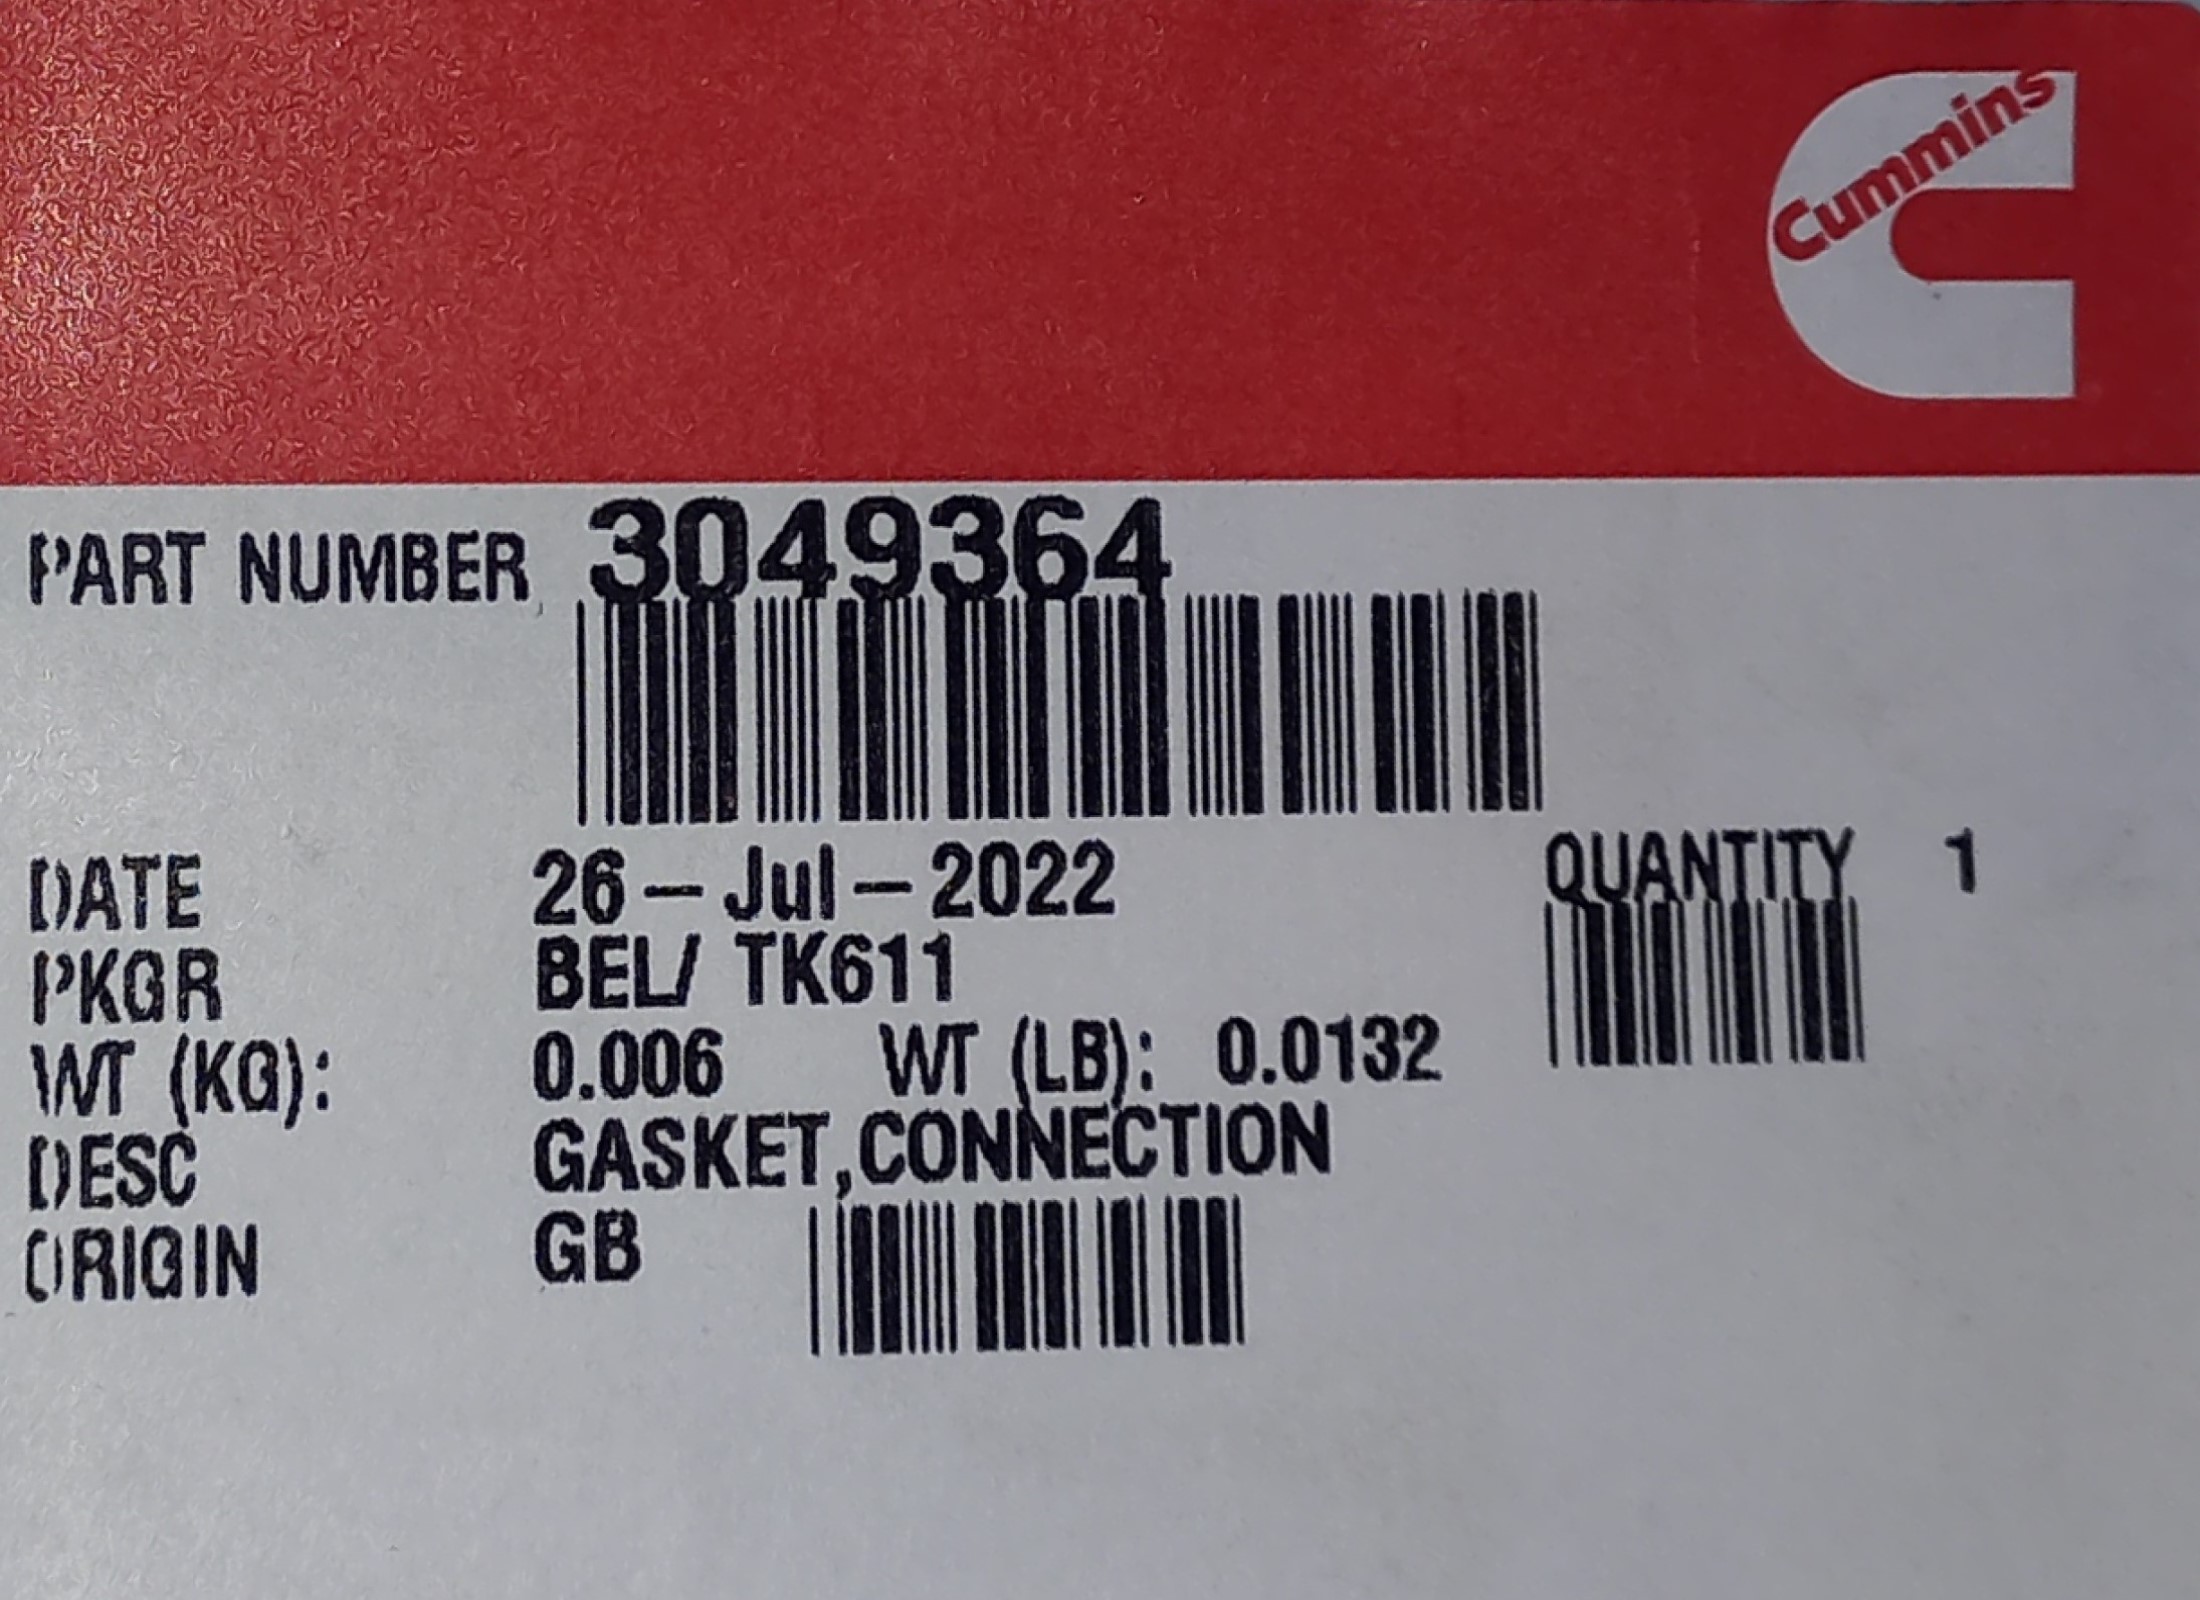 Cummins
PART NUMBER 3049364
DATE 26-Jul-2022 QUANTITY 1
PKGR BEL/ TK611
WT (KG): 0.006 WT (LB): 0.0132
DESC GASKET,CONNECTION
ORIGIN GB